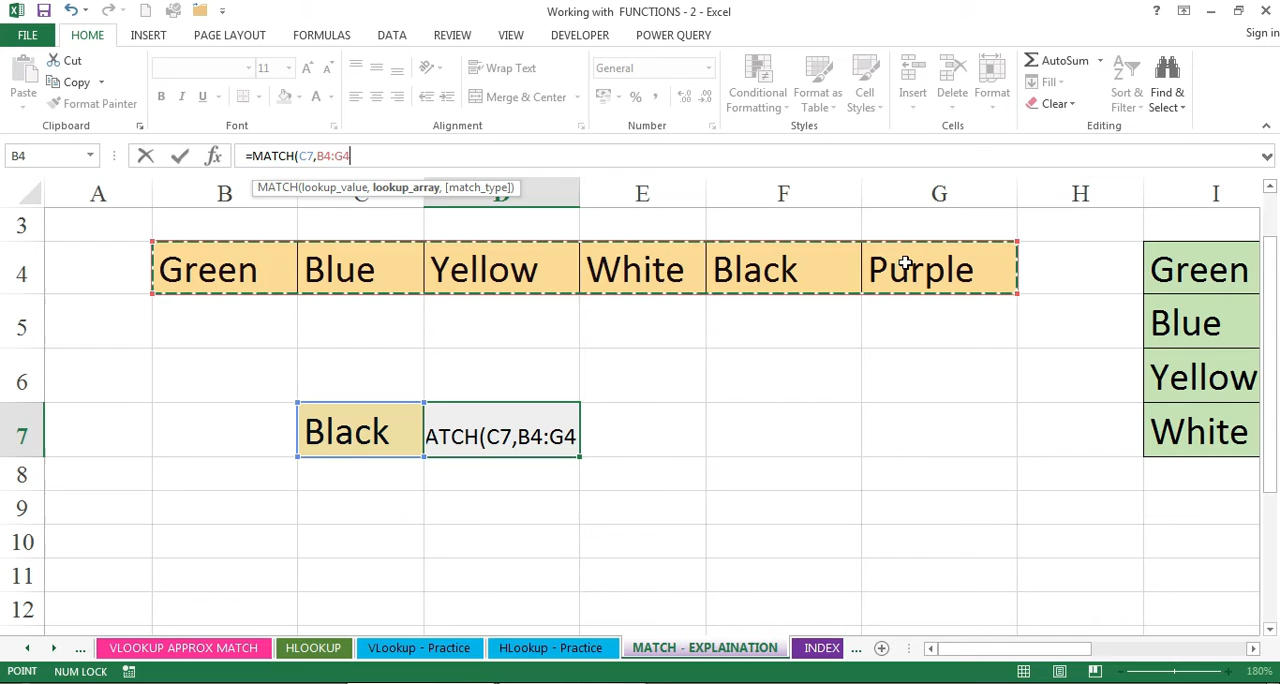 Working with FUNCTIONS - 2 - Excel
FILE HOME INSERT PAGE LAYOUT FORMULAS DATA REVIEW VIEW DEVELOPER POWER QUERY Sign in
Paste Cut
Copy
Format Painter
Clipboard
11 A A
B I U A
Font
Wrap Text
Merge & Center
Alignment
General
%
Number
Conditional Formatting
Format as Table
Cell Styles
Styles
Insert Delete Format
Cells
AutoSum
Fill
Clear
Sort & Filter
Find & Select
Editing
B4 fx =MATCH(C7,B4:G4
MATCH(lookup_value, lookup_array, [match_type])
A B C D E F G H I
3
4 Green Blue Yellow White Black Purple Green
5 Blue
6 Yellow
7 Black ATCH(C7,B4:G4 White
8
9
10
11
12
... VLOOKUP APPROX MATCH HLOOKUP VLookup - Practice HLookup - Practice MATCH - EXPLAINATION INDEX ...
POINT NUM LOCK 180%